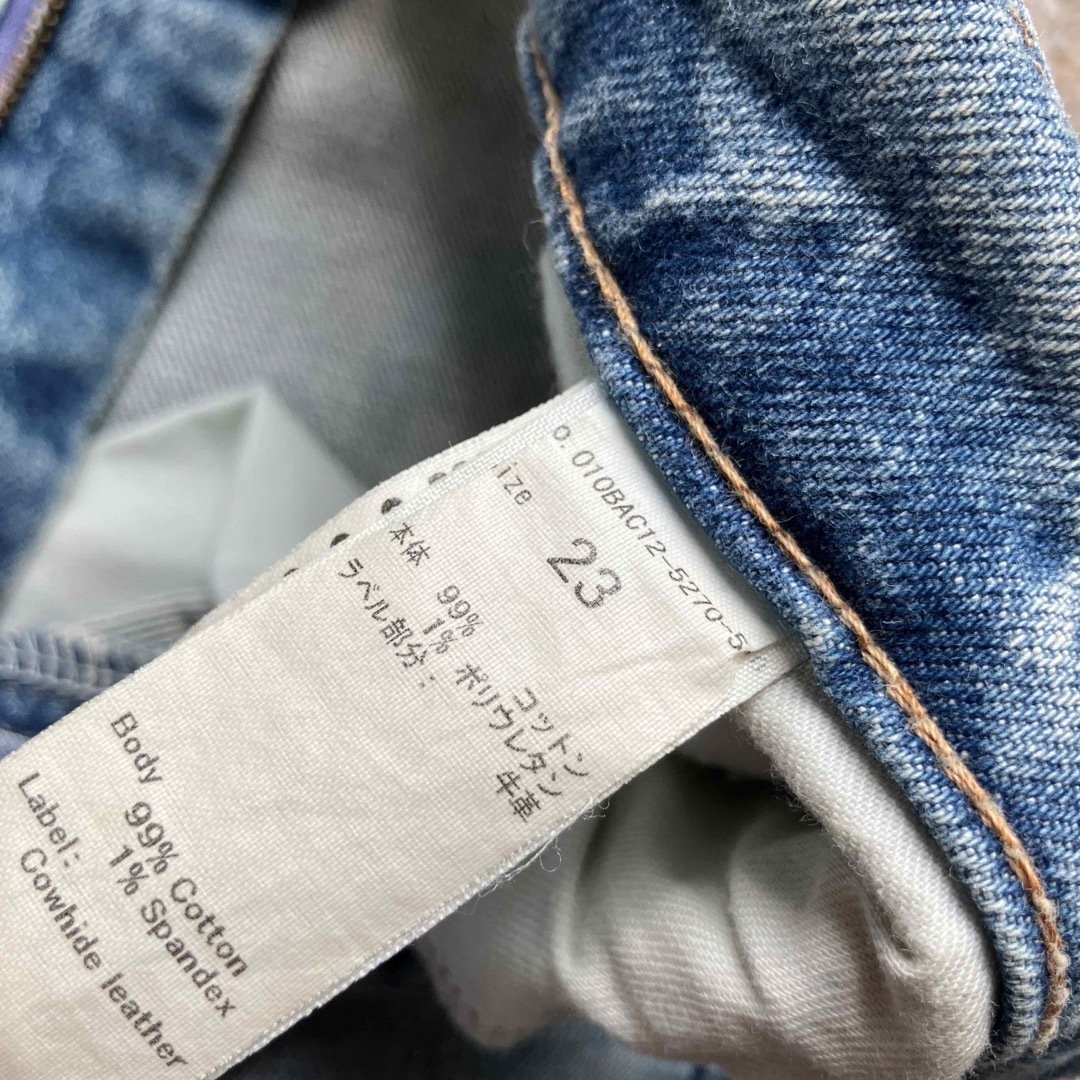 O. 010BAC12-5270-5
ize 23
本体 99% コットン
1% ポリウレタン
ラベル部分: 牛革
Body 99% Cotton
1% Spandex
Label: Cowhide leather